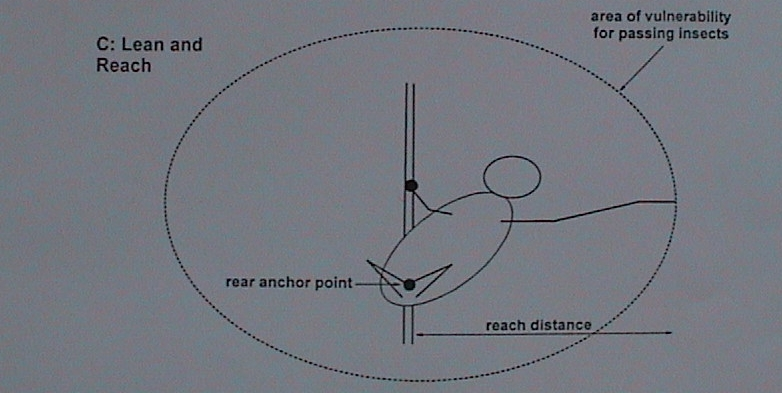 C: Lean and
Reach
area of vulnerability
for passing insects
rear anchor point
reach distance